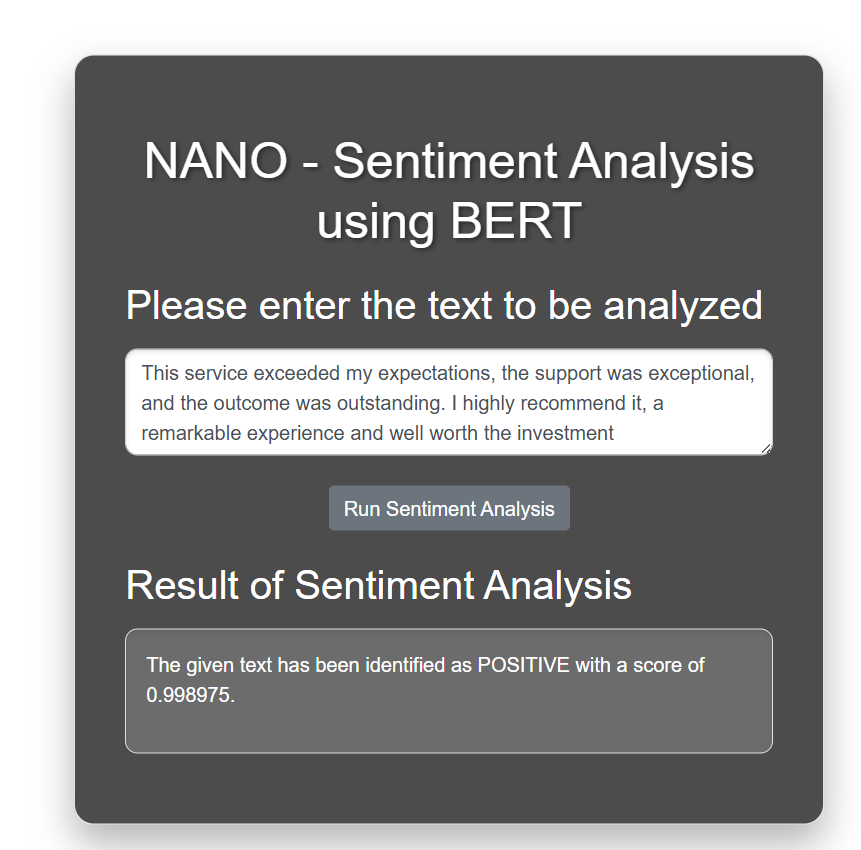 NANO - Sentiment Analysis
using BERT
Please enter the text to be analyzed
This service exceeded my expectations, the support was exceptional,
and the outcome was outstanding. I highly recommend it, a
remarkable experience and well worth the investment
Run Sentiment Analysis
Result of Sentiment Analysis
The given text has been identified as POSITIVE with a score of
0.998975.